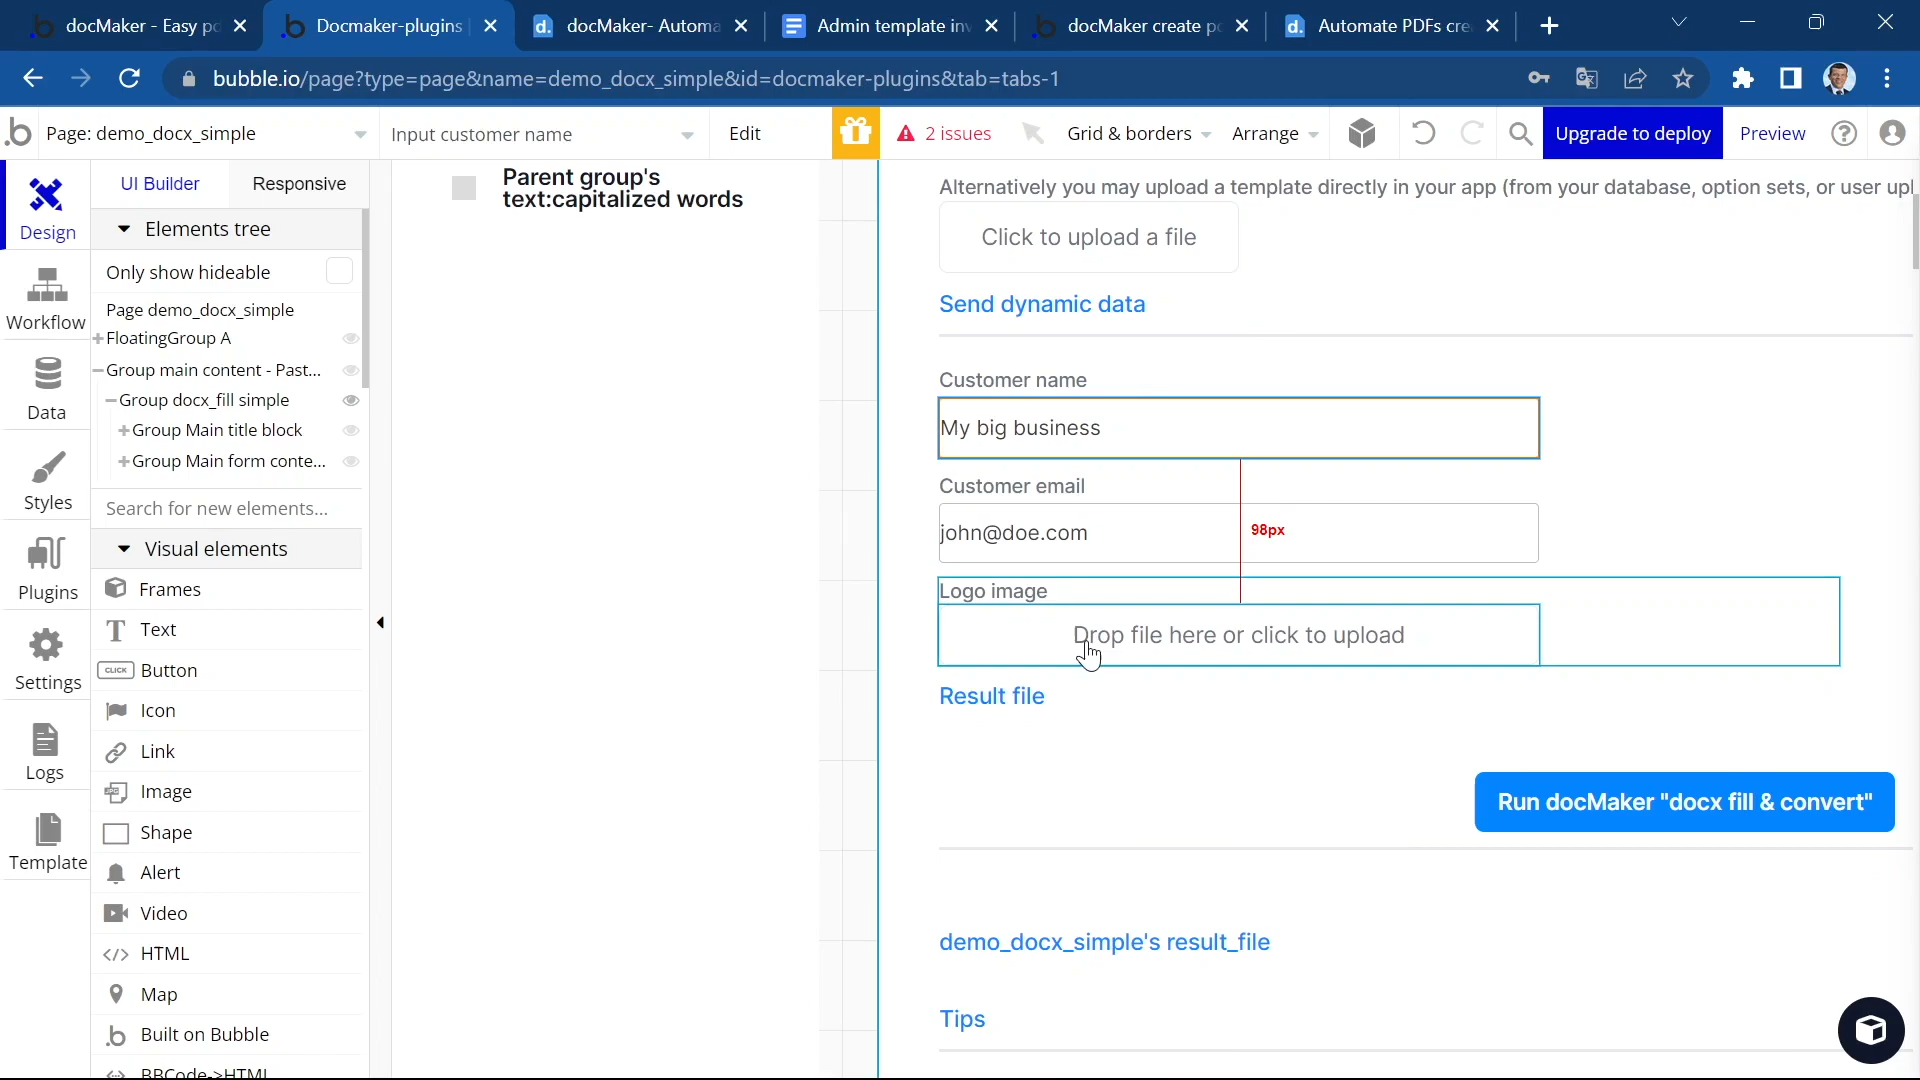 docMaker - Easy pd
Docmaker-plugins
docMaker- Automa
Admin template inv
docMaker create pd
Automate PDFs cre
bubble.io/page?type=page&name=demo_docx_simple&id=docmaker-plugins&tab=tabs-1
Page: demo_docx_simple
Input customer name
Edit
2 issues
Grid & borders
Arrange
Upgrade to deploy
Preview
Design
Workflow
Data
Styles
Plugins
Settings
Logs
Template
UI Builder
Responsive
Elements tree
Only show hideable
Page demo_docx_simple
FloatingGroup A
Group main content - Past...
Group docx_fill simple
Group Main title block
Group Main form conte...
Search for new elements...
Visual elements
Frames
Text
CLICK Button
Icon
Link
Image
Shape
Alert
Video
HTML
Map
Built on Bubble
BBCode->HTML
Parent group's
text:capitalized words
Alternatively you may upload a template directly in your app (from your database, option sets, or user upl
Click to upload a file
Send dynamic data
Customer name
My big business
Customer email
john@doe.com
98px
Logo image
Drop file here or click to upload
Result file
Run docMaker "docx fill & convert"
demo_docx_simple's result_file
Tips